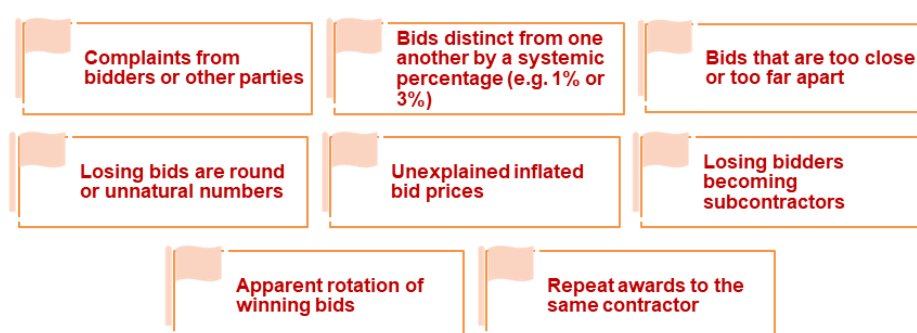 Complaints from
bidders or other parties
Bids distinct from one
another by a systemic
percentage (e.g. 1% or
3%)
Bids that are too close
or too far apart
Losing bids are round
or unnatural numbers
Unexplained inflated
bid prices
Losing bidders
becoming
subcontractors
Apparent rotation of
winning bids
Repeat awards to the
same contractor